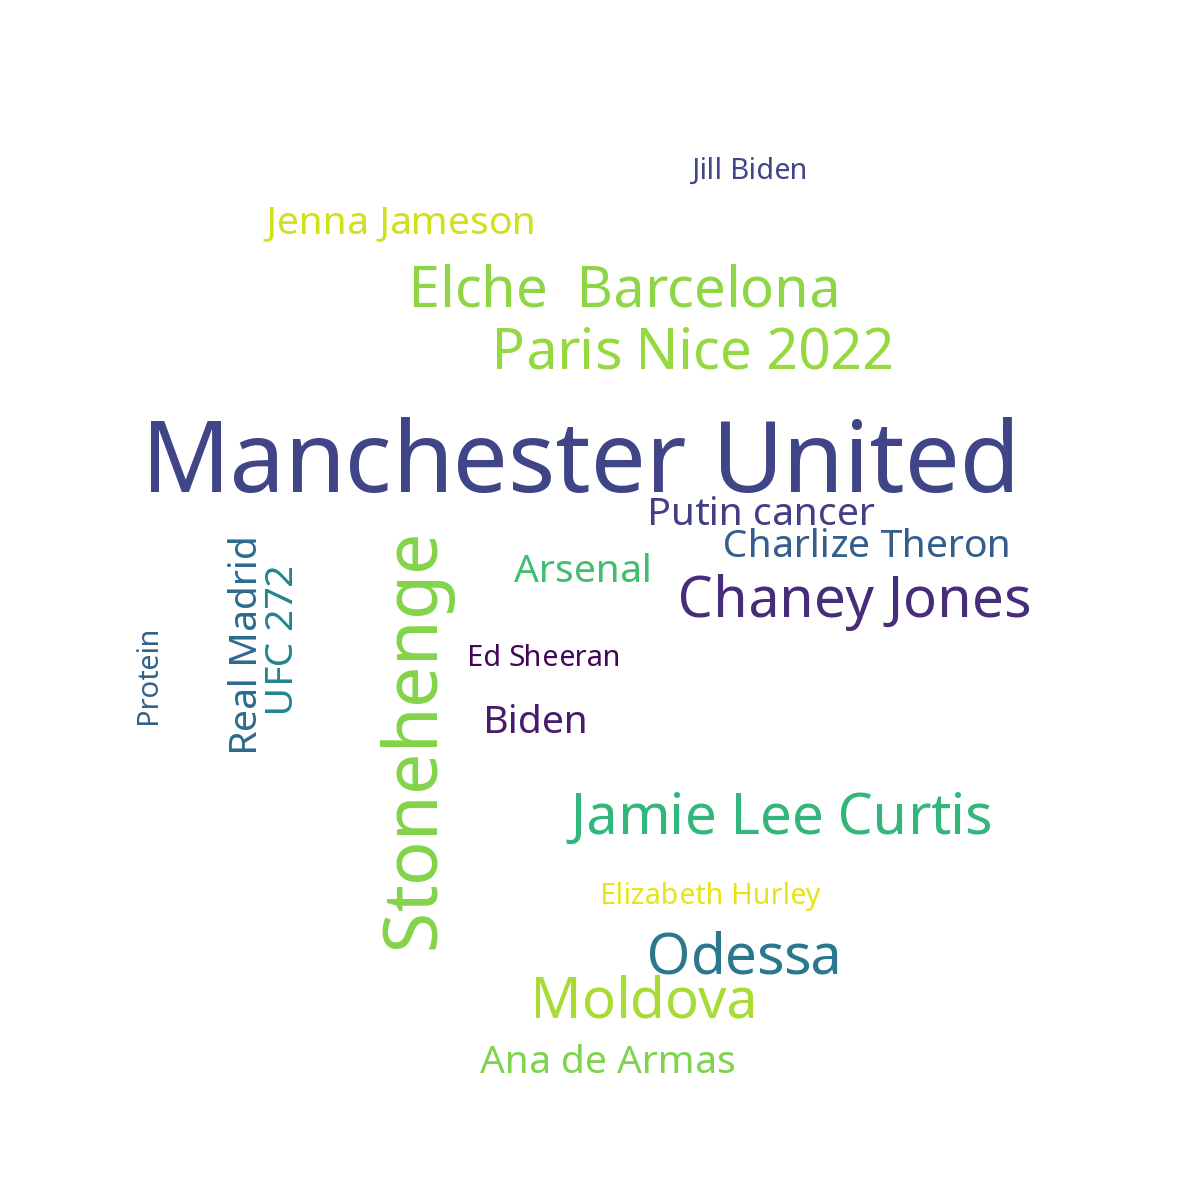 Jill Biden
Jenna Jameson
Elche  Barcelona
Paris Nice 2022
Manchester United
Putin cancer
Charlize Theron
Real Madrid
UFC 272
Stonehenge
Arsenal
Chaney Jones
Protein
Ed Sheeran
Biden
Jamie Lee Curtis
Elizabeth Hurley
Odessa
Moldova
Ana de Armas